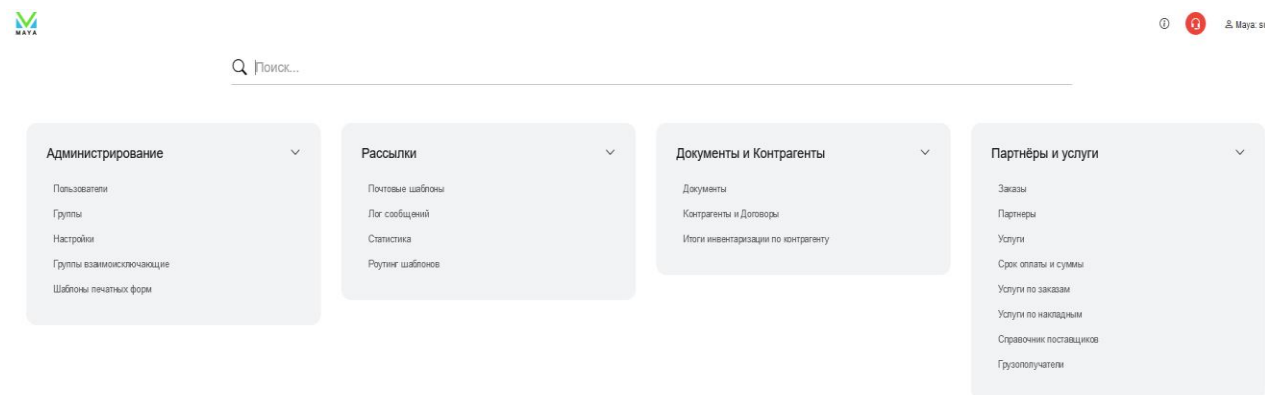 MAYA
Maya: su
Поиск...
Администрирование
Пользователи
Группы
Настройки
Группы взаимоисключающие
Шаблоны печатных форм
Рассылки
Почтовые шаблоны
Лог сообщений
Статистика
Роутинг шаблонов
Документы и Контрагенты
Документы
Контрагенты и Договоры
Итоги инвентаризации по контрагенту
Партнёры и услуги
Заказы
Партнеры
Услуги
Срок оплаты и суммы
Услуги по заказам
Услуги по накладным
Справочник поставщиков
Грузополучатели